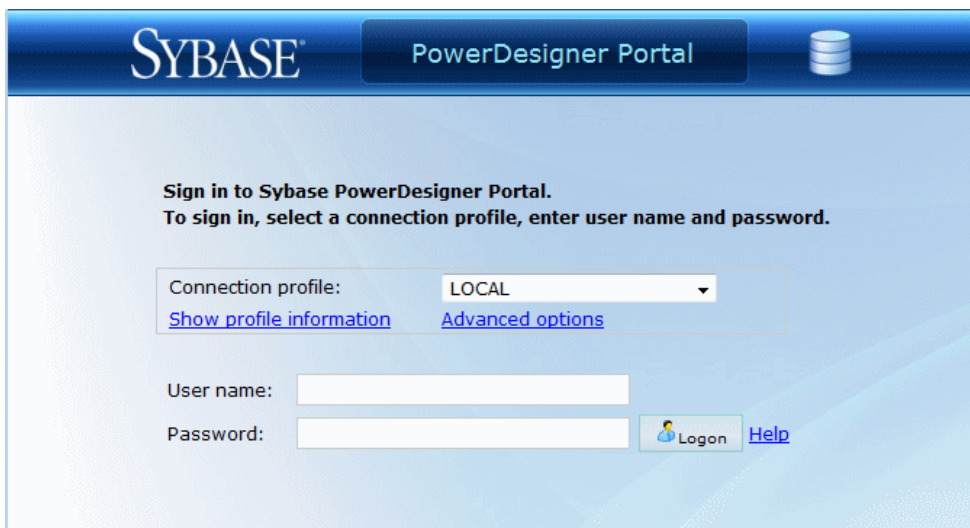 SYBASE®
PowerDesigner Portal
Sign in to Sybase PowerDesigner Portal.
To sign in, select a connection profile, enter user name and password.
Connection profile: LOCAL
Show profile information Advanced options
User name:
Password: Logon Help